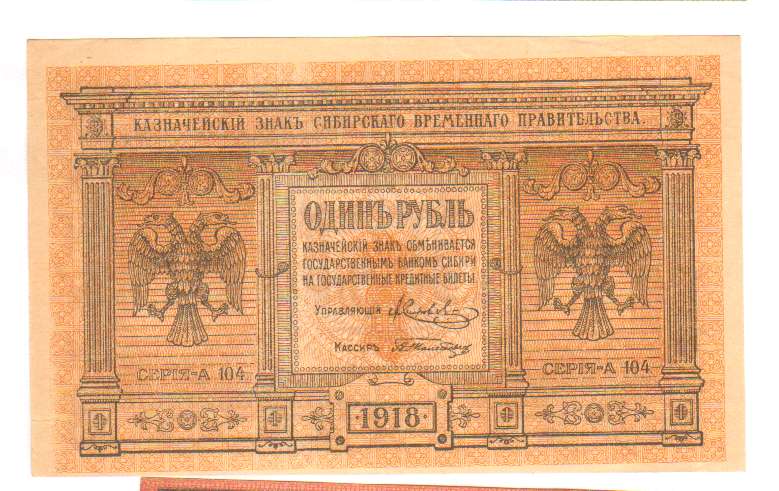 КАЗНАЧЕЙСКІЙ ЗНАКЪ СИБИРСКАГО ВРЕМЕННАГО ПРАВИТЕЛЬСТВА.
ОДИНЪ РУБЛЬ
КАЗНАЧЕЙСКІЙ ЗНАКЪ ОБМѢНИВАЕТСЯ
ГОСУДАРСТВЕННЫМЪ БАНКОМЪ СИБИРИ
НА ГОСУДАРСТВЕННЫЕ КРЕДИТНЫЕ БИЛЕТЫ
УПРАВЛЯЮЩІЙ
КАССИРЪ
СЕРІЯ-А 104
СЕРІЯ-А 104
1 1 1 1
·1918·